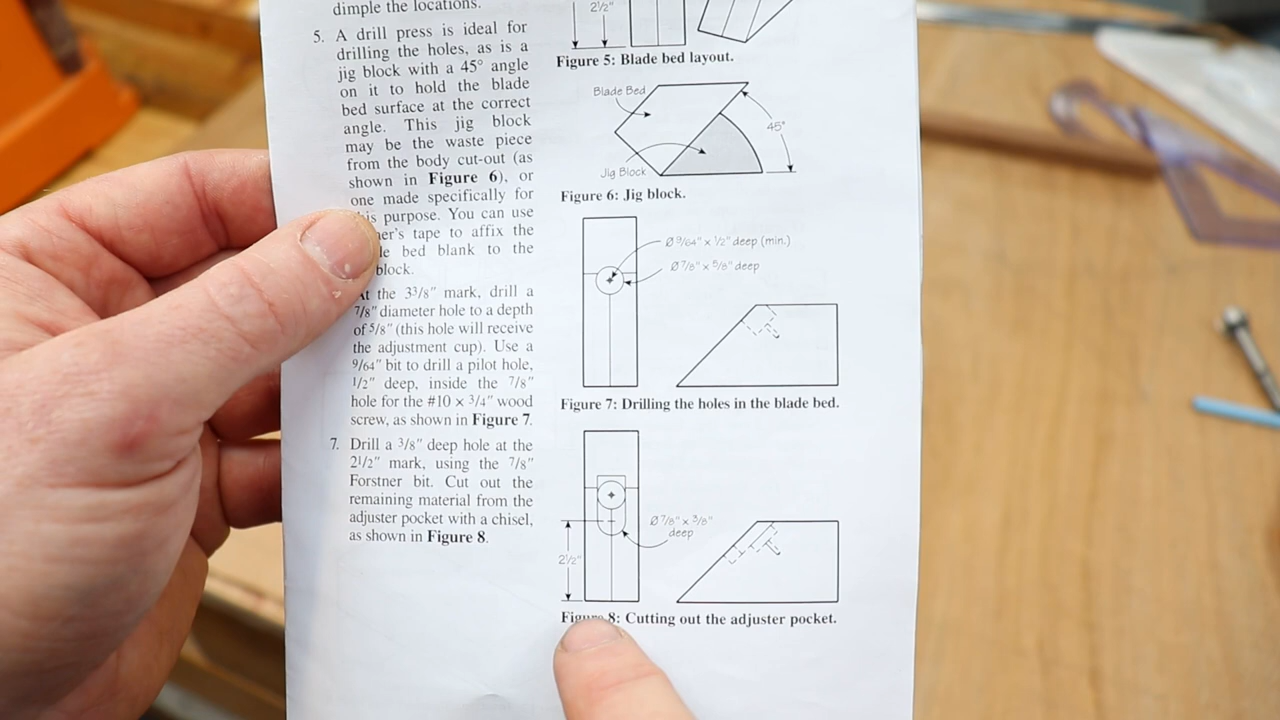 dimple the locations.
5. A drill press is ideal for
drilling the holes, as is a
jig block with a 45° angle
on it to hold the blade
bed surface at the correct
angle. This jig block
may be the waste piece
from the body cut-out (as
shown in Figure 6), or
one made specifically for
purpose. You can use
tape to affix the
bed blank to the
block.
the 3 3/8" mark, drill a
7/8" diameter hole to a depth
of 5/8" (this hole will receive
the adjustment cup). Use a
9/64" bit to drill a pilot hole,
1/2" deep, inside the 7/8"
hole for the #10 × 3/4" wood
screw, as shown in Figure 7.
7. Drill a 3/8" deep hole at the
2 1/2" mark, using the 7/8"
Forstner bit. Cut out the
remaining material from the
adjuster pocket with a chisel,
as shown in Figure 8.
2 1/2"
Figure 5: Blade bed layout.
Blade Bed
45°
Jig Block
Figure 6: Jig block.
Ø 9/64" x 1/2" deep (min.)
Ø 7/8" x 5/8" deep
Figure 7: Drilling the holes in the blade bed.
Ø 7/8" x 3/8"
deep
2 1/2"
Figure 8: Cutting out the adjuster pocket.